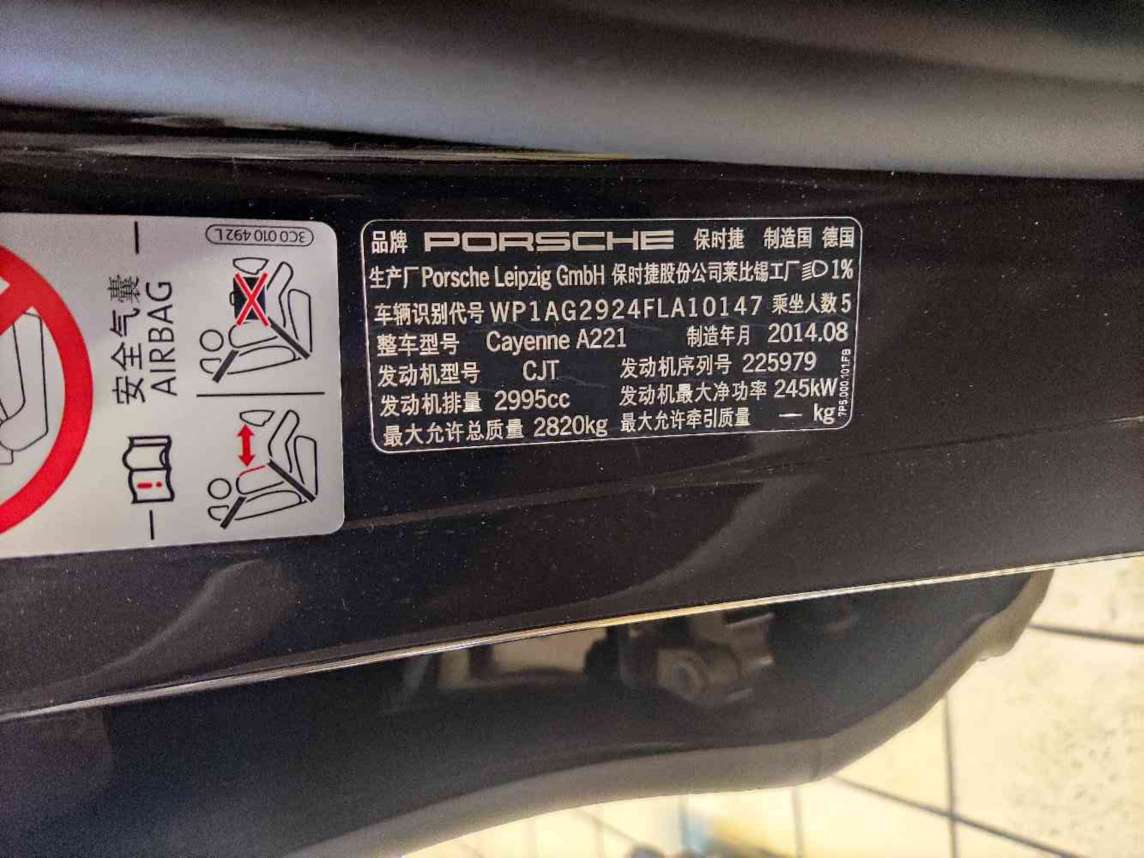 3C0 010 492 L
安全气囊
AIRBAG
品牌 PORSCHE 保时捷 制造国 德国
生产厂 Porsche Leipzig GmbH 保时捷股份公司莱比锡工厂 1%
车辆识别代号 WP1AG2924FLA10147 乘坐人数 5
整车型号 Cayenne A221 制造年月 2014.08
发动机型号 CJT 发动机序列号 225979
发动机排量 2995cc 发动机最大净功率 245kW
最大允许总质量 2820kg 最大允许牵引质量 — kg
7P5.000.101.FB